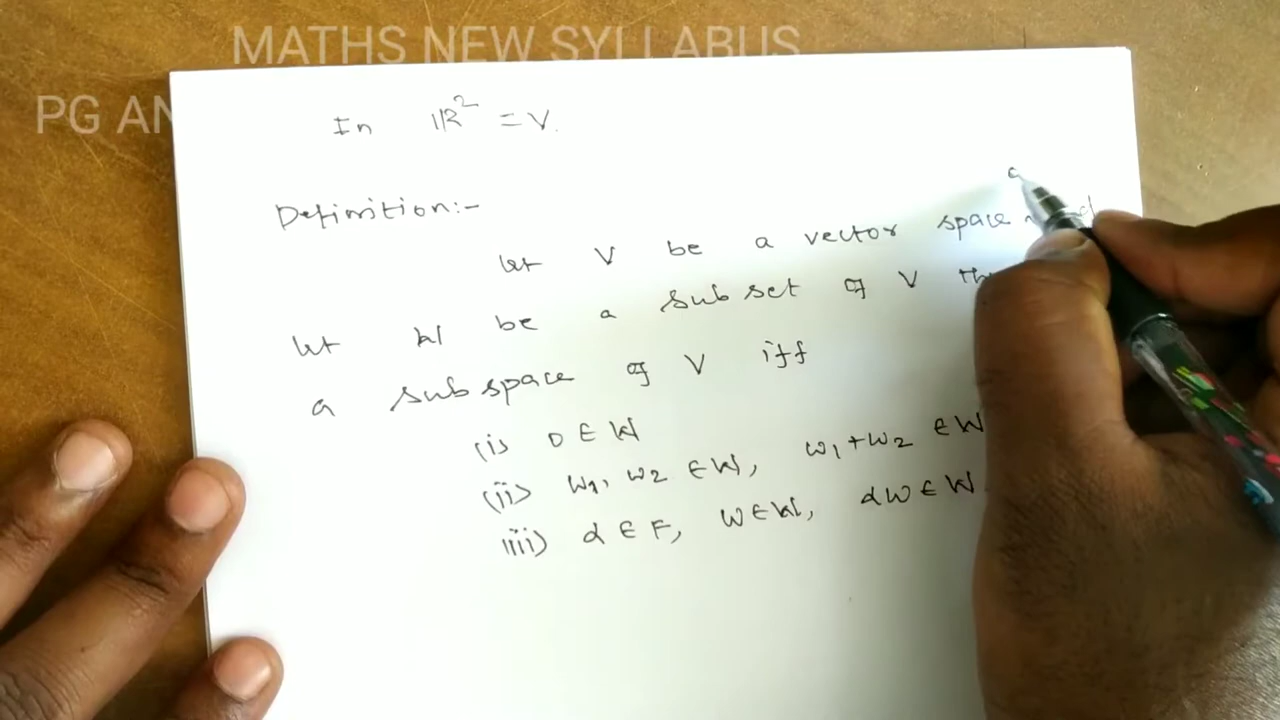 MATHS NEW SYLLABUS
PG AN
In ℝ² = V.
Definition:-
let V be a vector space
let W be a subset of V
a subspace of V iff
(i) 0 ∈ W
(ii) w₁, w₂ ∈ W, w₁+w₂ ∈ W
(iii) α ∈ F, W ∈ W, αW ∈ W